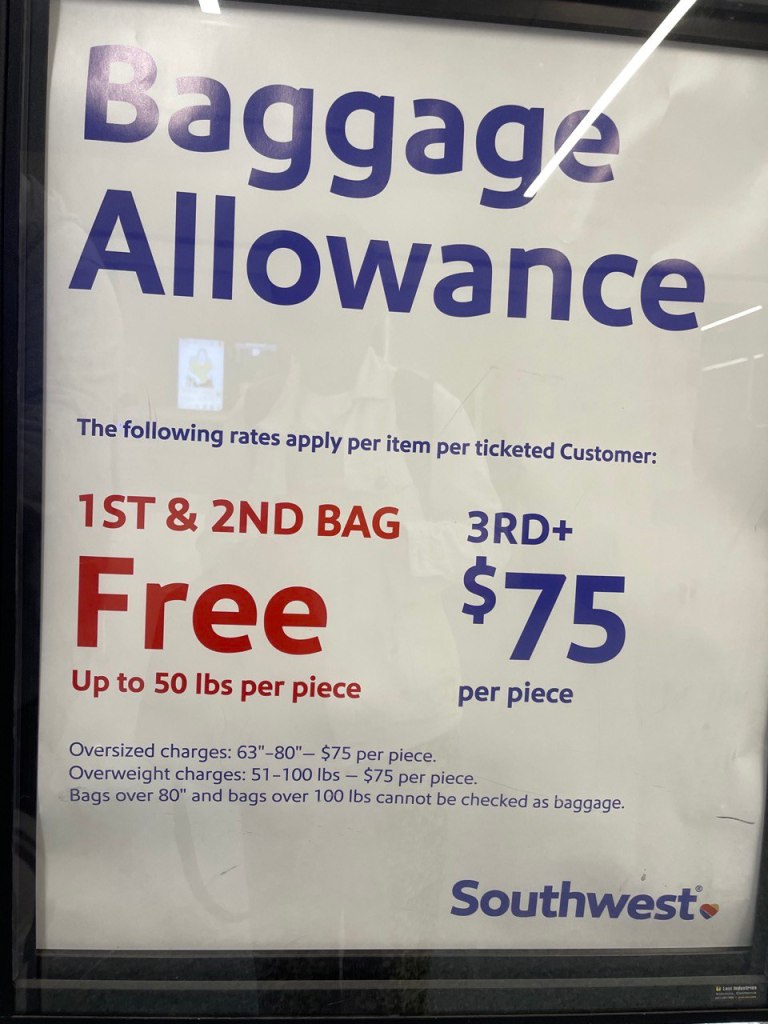 Baggage
Allowance
The following rates apply per item per ticketed Customer:
1ST & 2ND BAG
Free
Up to 50 lbs per piece
3RD+
$75
per piece
Oversized charges: 63"–80"— $75 per piece.
Overweight charges: 51–100 lbs — $75 per piece.
Bags over 80" and bags over 100 lbs cannot be checked as baggage.
Southwest®